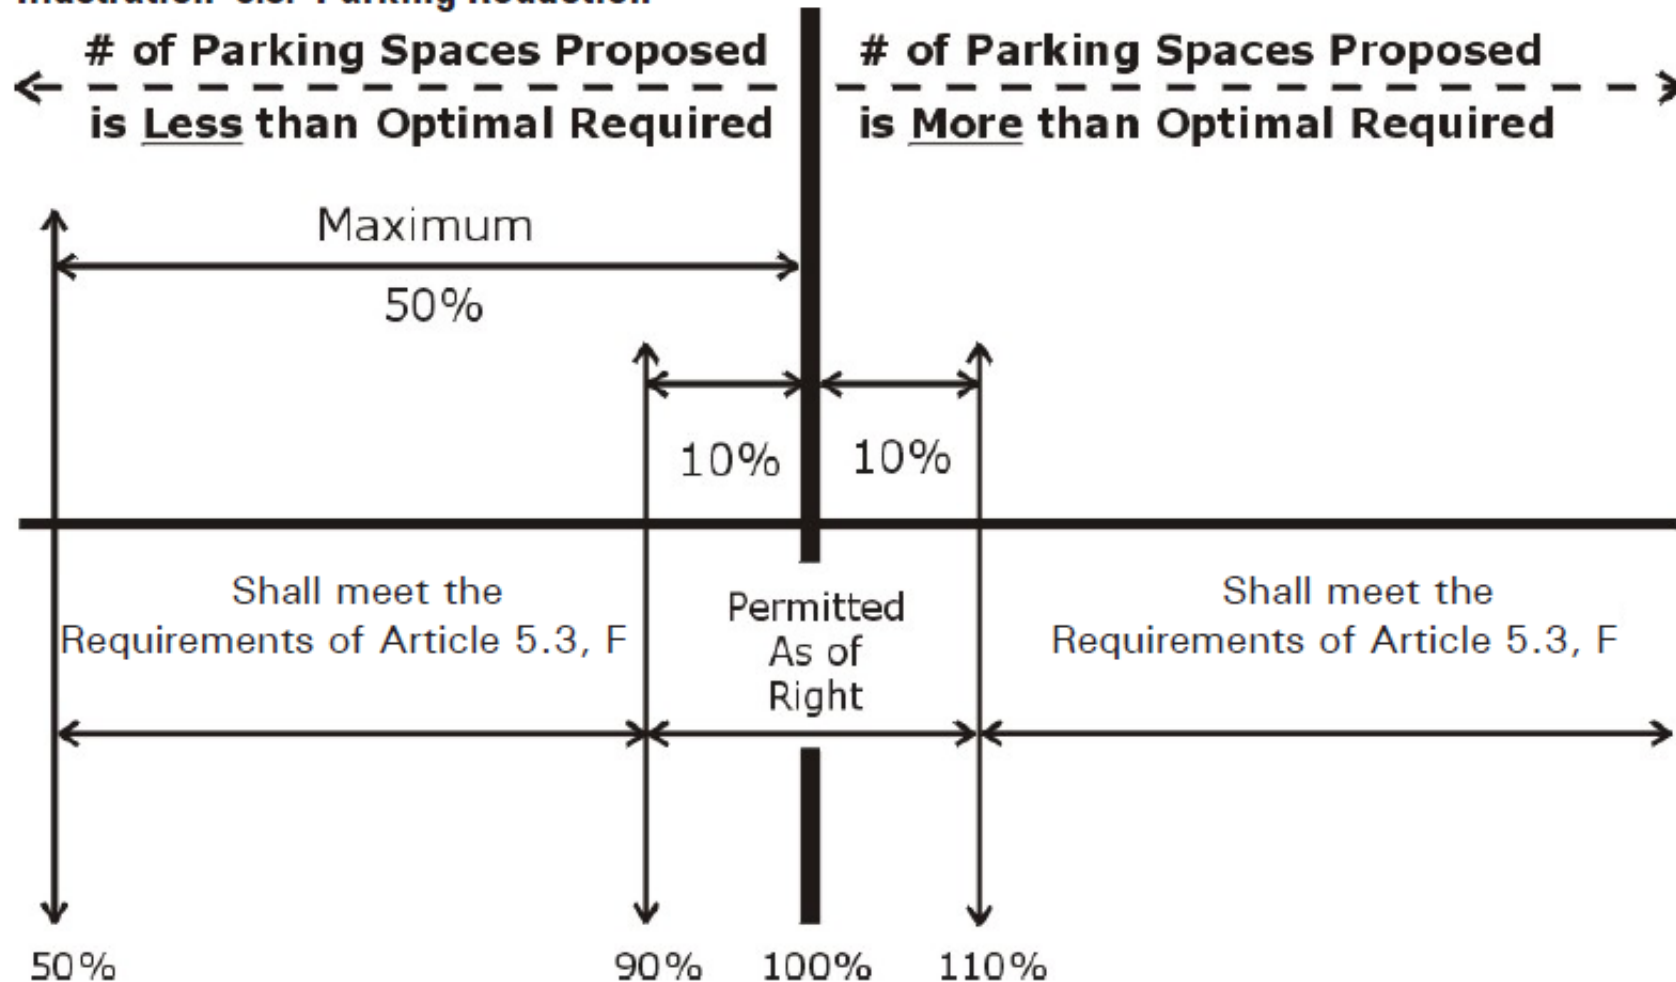 Parking Reduction
# of Parking Spaces Proposed
is Less than Optimal Required
# of Parking Spaces Proposed
is More than Optimal Required
Maximum
50%
10%
10%
Shall meet the
Requirements of Article 5.3, F
Permitted
As of
Right
Shall meet the
Requirements of Article 5.3, F
50%
90%
100%
110%